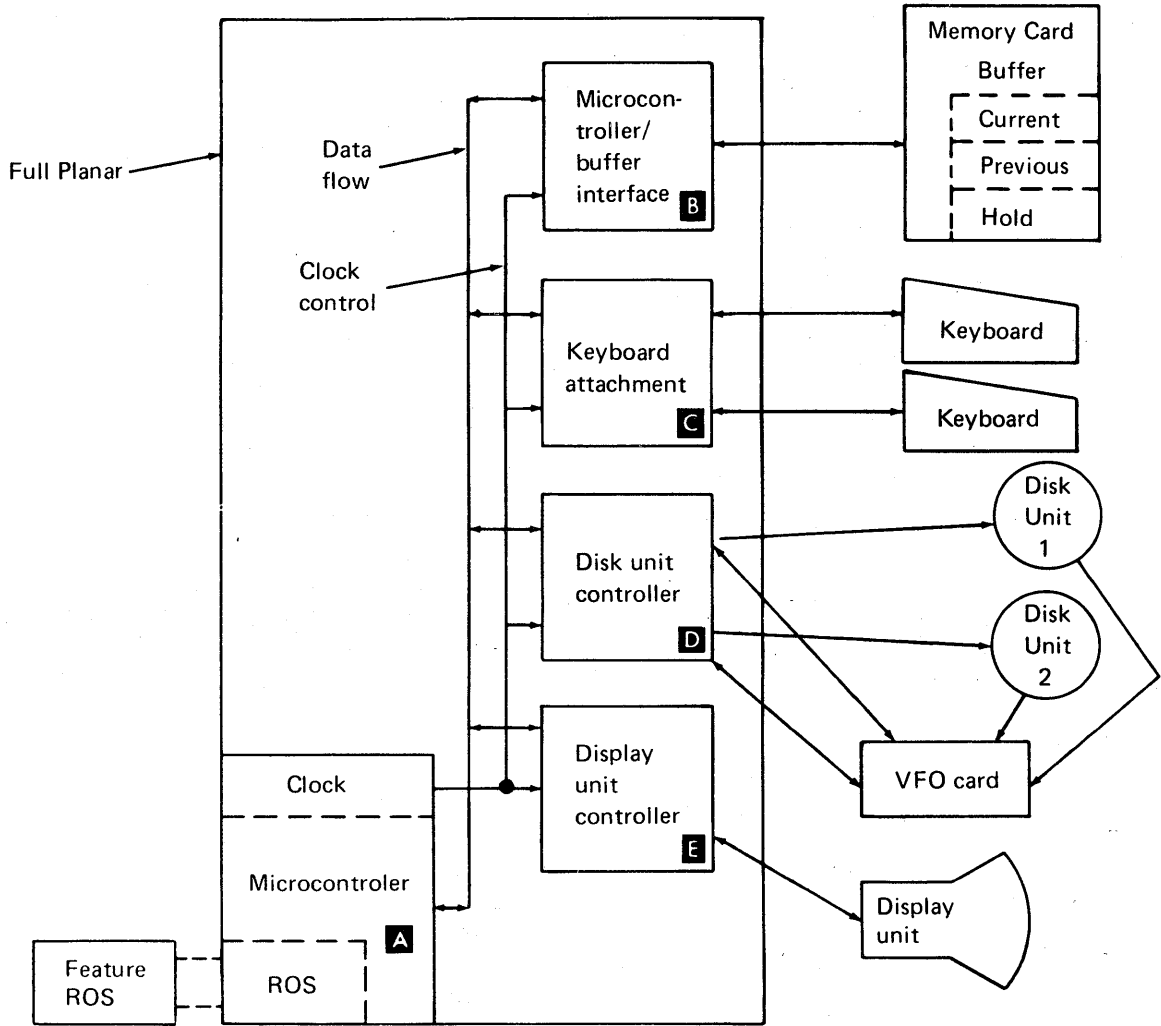 Full Planar
Data
flow
Clock
control
Microcon-
troller/
buffer
interface
B
Memory Card
Buffer
Current
Previous
Hold
Keyboard
attachment
C
Keyboard
Keyboard
Disk unit
controller
D
Disk
Unit
1
Disk
Unit
2
VFO card
Display
unit
controller
E
Display
unit
Clock
Microcontroler
A
ROS
Feature
ROS